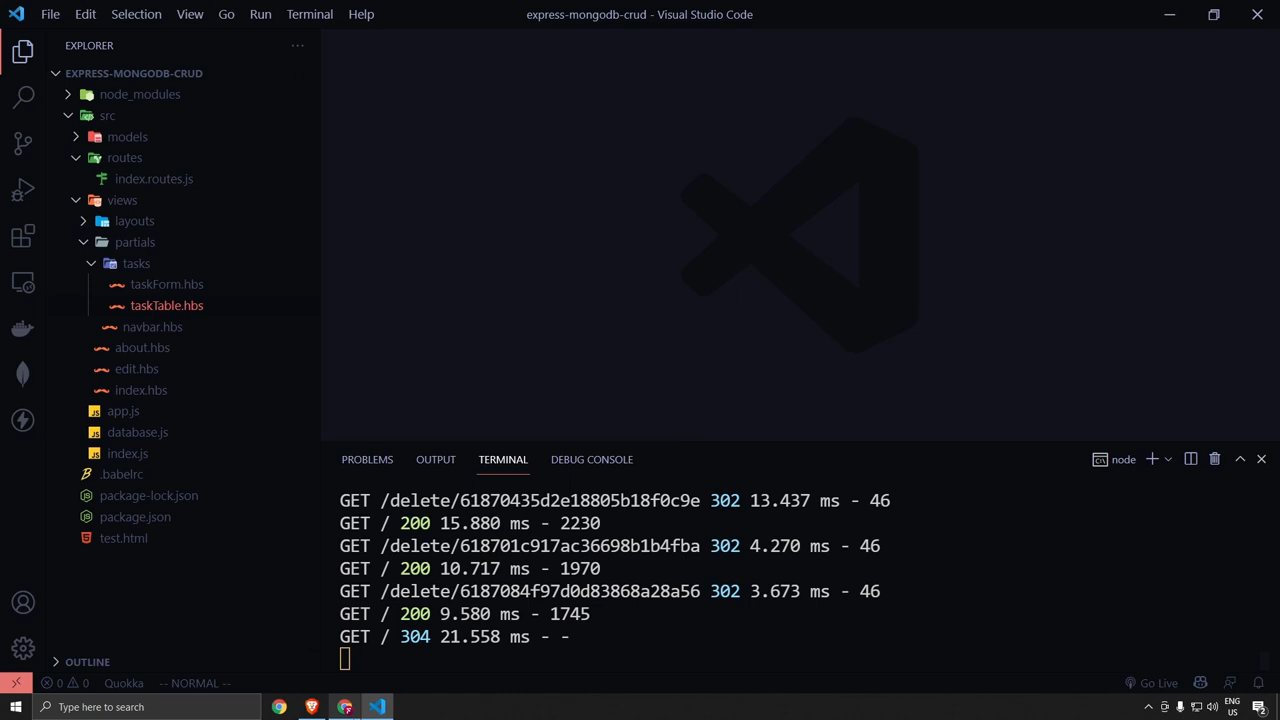 File Edit Selection View Go Run Terminal Help
express-mongodb-crud - Visual Studio Code
EXPLORER
EXPRESS-MONGODB-CRUD
node_modules
src
models
routes
index.routes.js
views
layouts
partials
tasks
taskForm.hbs
taskTable.hbs
navbar.hbs
about.hbs
edit.hbs
index.hbs
JS app.js
JS database.js
JS index.js
.babelrc
package-lock.json
package.json
test.html
OUTLINE
PROBLEMS OUTPUT TERMINAL DEBUG CONSOLE
node
GET /delete/61870435d2e18805b18f0c9e 302 13.437 ms - 46
GET / 200 15.880 ms - 2230
GET /delete/618701c917ac36698b1b4fba 302 4.270 ms - 46
GET / 200 10.717 ms - 1970
GET /delete/6187084f97d0d83868a28a56 302 3.673 ms - 46
GET / 200 9.580 ms - 1745
GET / 304 21.558 ms - -
0 0 Quokka -- NORMAL --
Go Live
Type here to search
ENG